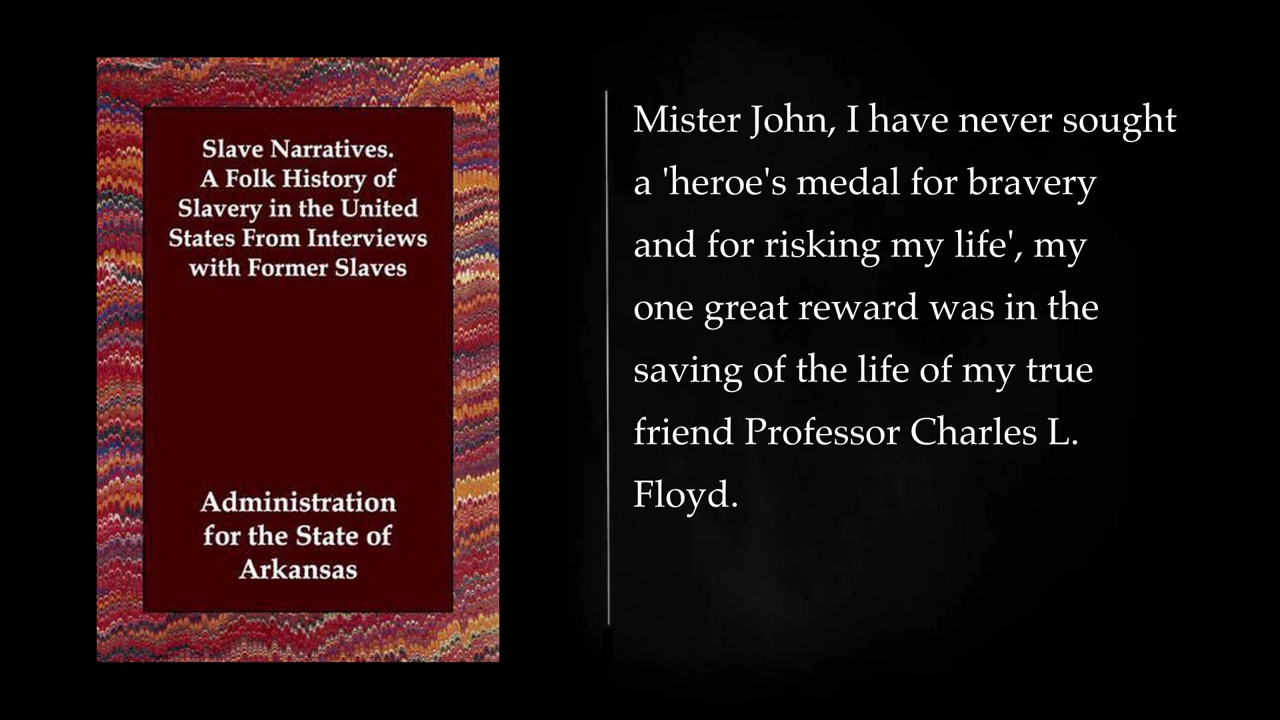 Slave Narratives.
A Folk History of
Slavery in the United
States From Interviews
with Former Slaves
Administration
for the State of
Arkansas
Mister John, I have never sought
a 'heroe's medal for bravery
and for risking my life', my
one great reward was in the
saving of the life of my true
friend Professor Charles L.
Floyd.